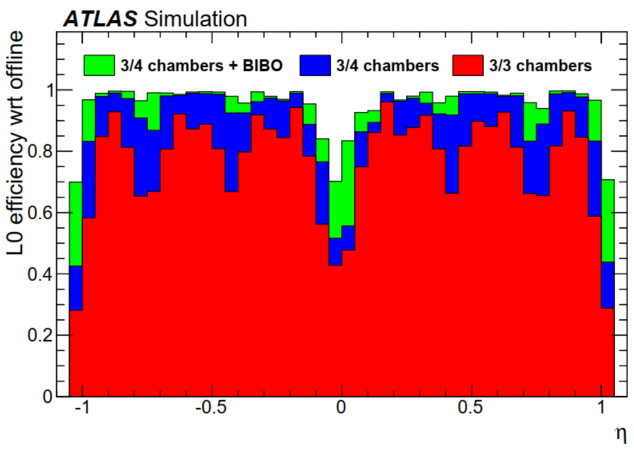 ATLAS Simulation
L0 efficiency wrt offline
3/4 chambers + BIBO
3/4 chambers
3/3 chambers
1
0.8
0.6
0.4
0.2
0
-1
-0.5
0
0.5
1
η